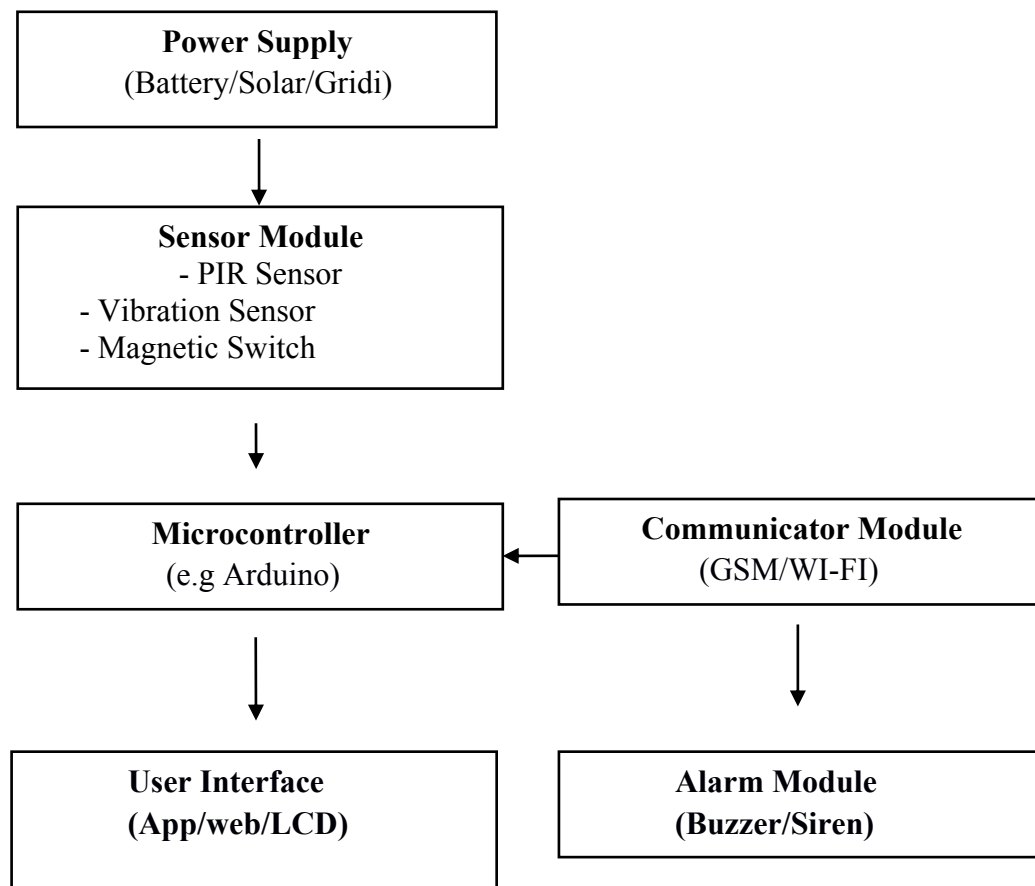 Power Supply
(Battery/Solar/Gridi)
Sensor Module
- PIR Sensor
- Vibration Sensor
- Magnetic Switch
Microcontroller
(e.g Arduino)
Communicator Module
(GSM/WI-FI)
User Interface
(App/web/LCD)
Alarm Module
(Buzzer/Siren)